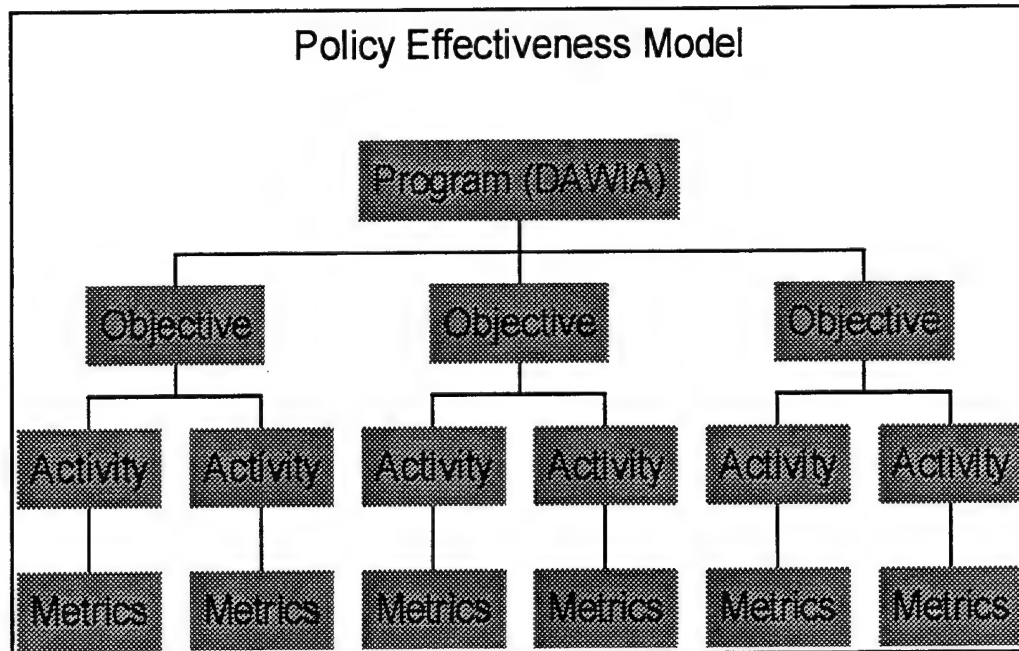 Policy Effectiveness Model
Program (DAWIA)
Objective Objective Objective
Activity Activity Activity Activity Activity Activity
Metrics Metrics Metrics Metrics Metrics Metrics